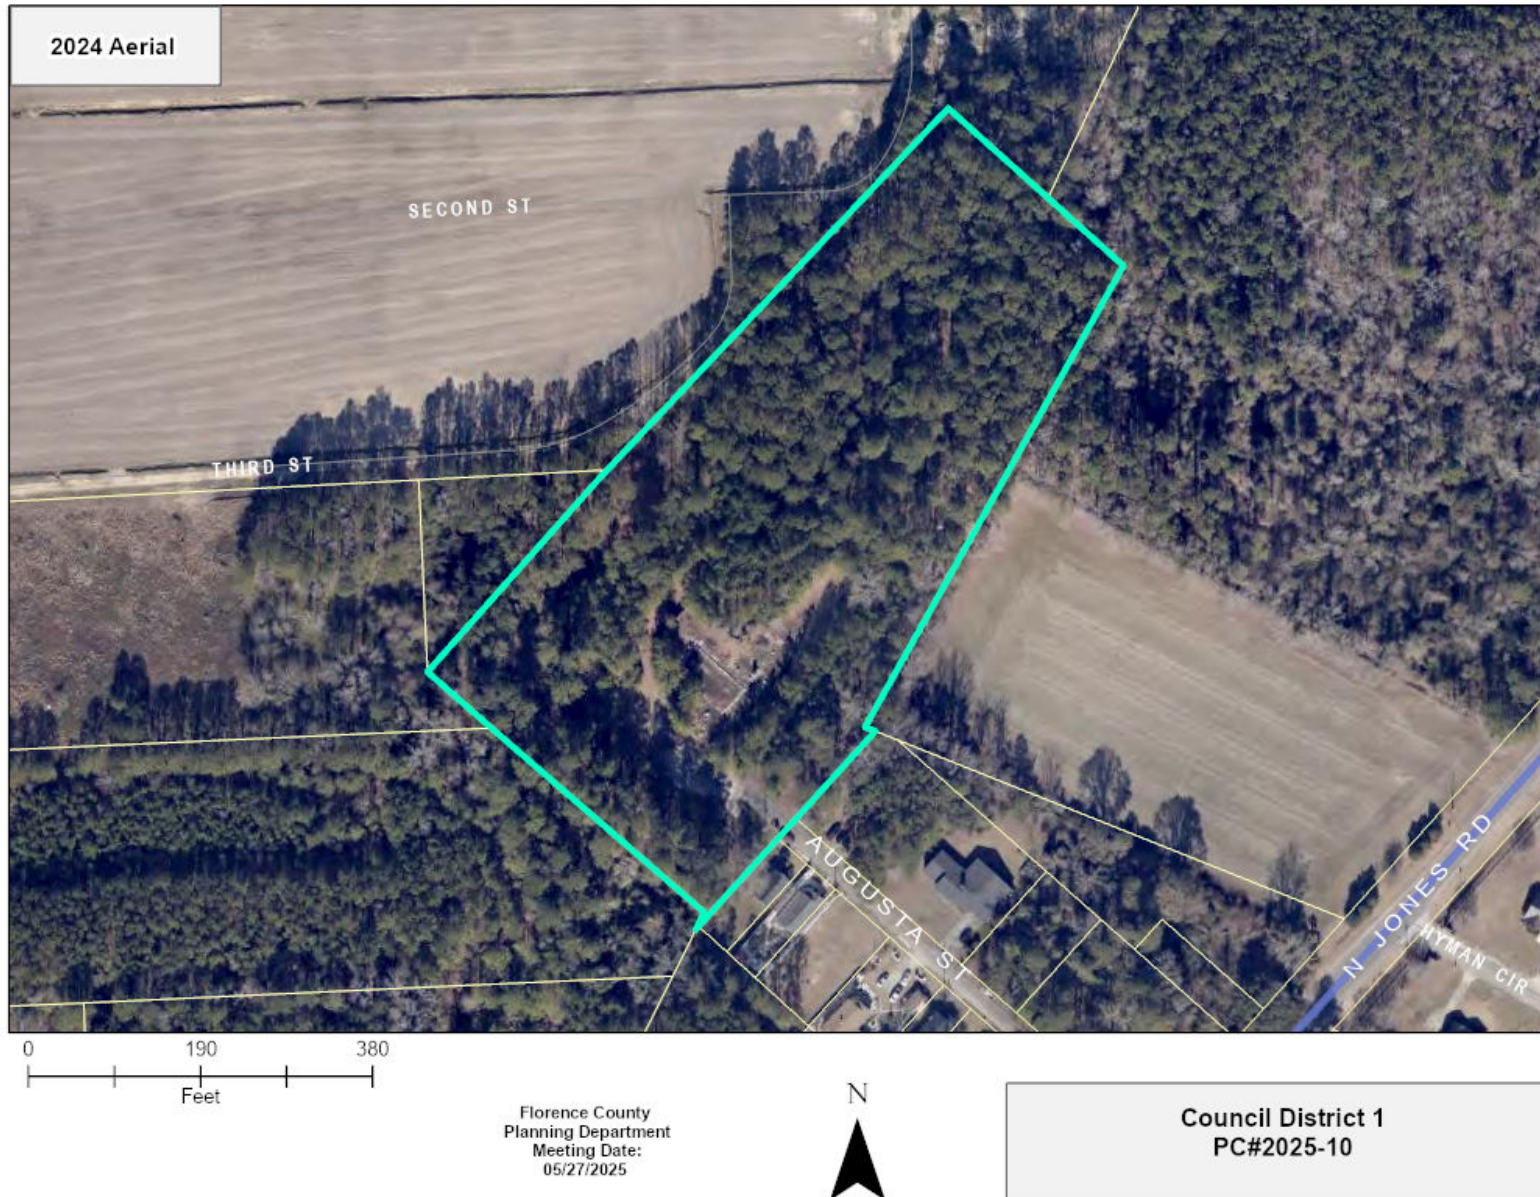 2024 Aerial
SECOND ST
THIRD ST
AUGUSTA ST
N JONES RD
HYMAN CIR
0 190 380
Feet
Florence County
Planning Department
Meeting Date:
05/27/2025
N
Council District 1
PC#2025-10